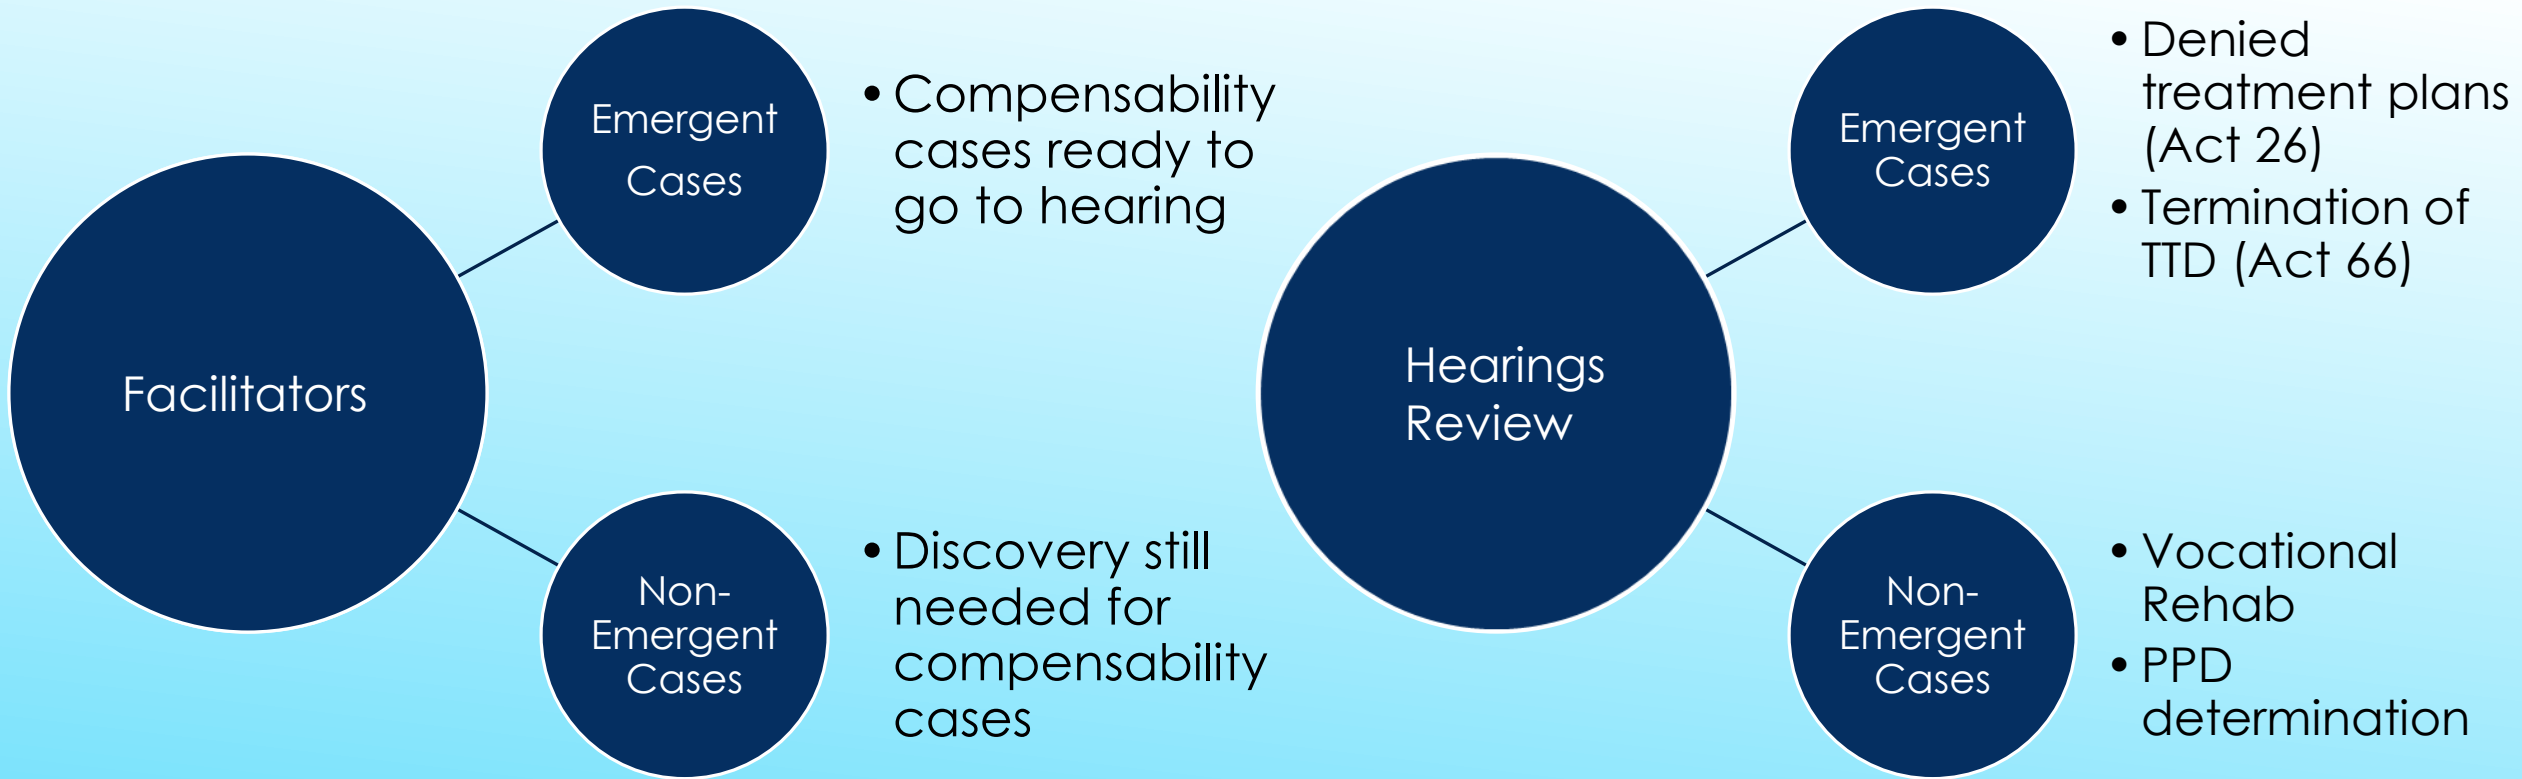 Facilitators
Emergent
Cases
• Compensability
cases ready to
go to hearing
Non-
Emergent
Cases
• Discovery still
needed for
compensability
cases
Hearings
Review
Emergent
Cases
• Denied
treatment plans
(Act 26)
• Termination of
TTD (Act 66)
Non-
Emergent
Cases
• Vocational
Rehab
• PPD
determination